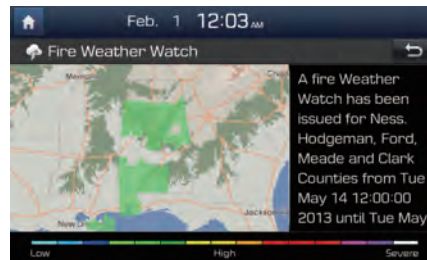 Feb. 1 12:03 AM
Fire Weather Watch
A fire Weather
Watch has been
issued for Ness.
Hodgeman, Ford,
Meade and Clark
Counties from Tue
May 14 12:00:00
2013 until Tue May
Low High Severe